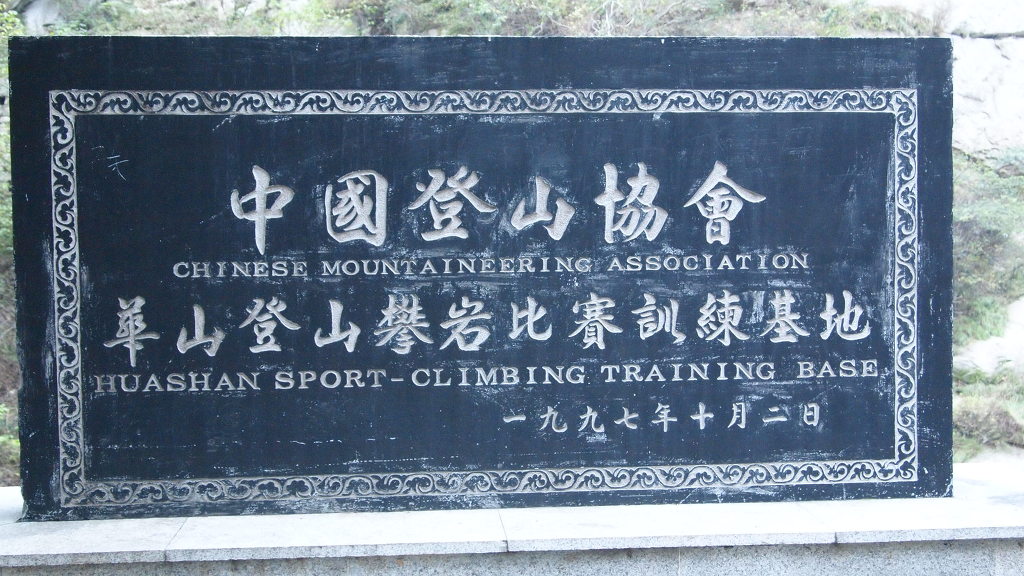 中國登山協會
CHINESE MOUNTAINEERING ASSOCIATION
華山登山攀岩比賽訓練基地
HUASHAN SPORT-CLIMBING TRAINING BASE
一九九七年十月二日